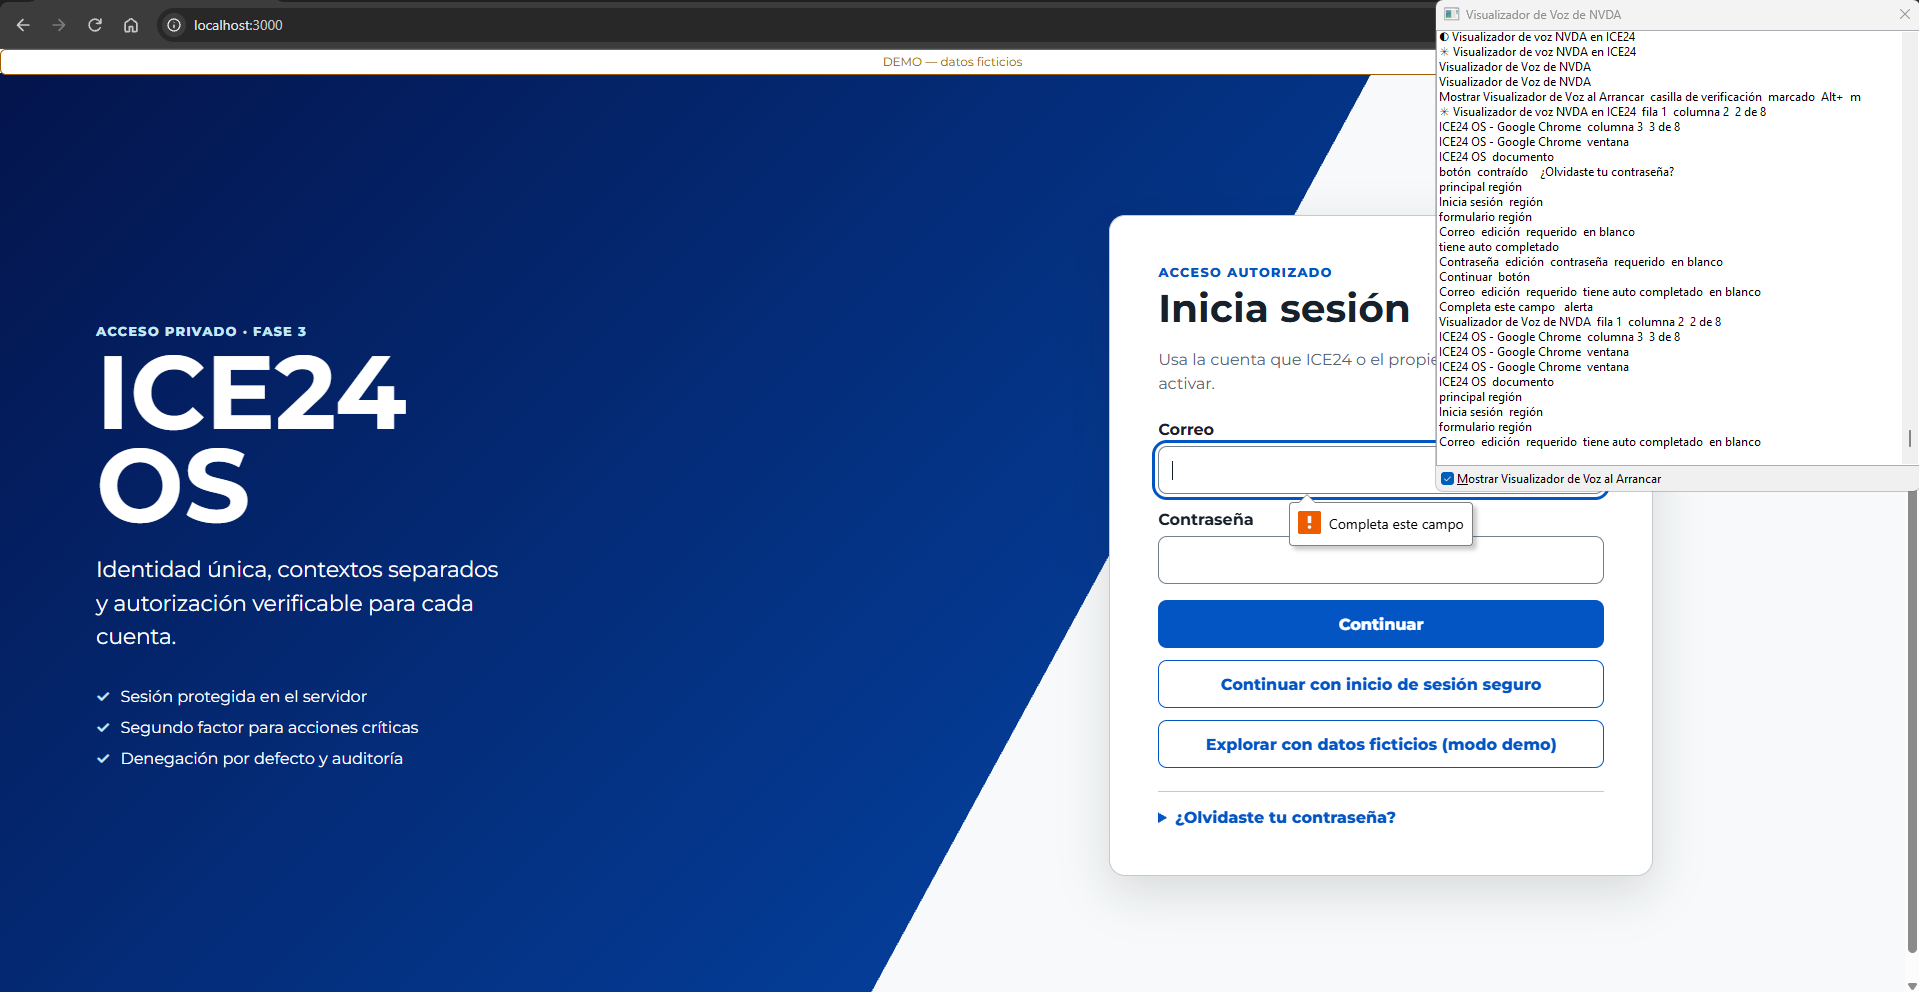 localhost:3000
DEMO — datos ficticios
ACCESO PRIVADO • FASE 3
ICE24
OS
Identidad única, contextos separados
y autorización verificable para cada
cuenta.
Sesión protegida en el servidor
Segundo factor para acciones críticas
Denegación por defecto y auditoría
ACCESO AUTORIZADO
Inicia sesión
Usa la cuenta que ICE24 o el propie
activar.
Correo
Completa este campo
Contraseña
Continuar
Continuar con inicio de sesión seguro
Explorar con datos ficticios (modo demo)
¿Olvidaste tu contraseña?
Visualizador de Voz de NVDA
Visualizador de voz NVDA en ICE24
Visualizador de voz NVDA en ICE24
Visualizador de Voz de NVDA
Visualizador de Voz de NVDA
Mostrar Visualizador de Voz al Arrancar casilla de verificación marcado Alt+ m
Visualizador de voz NVDA en ICE24 fila 1 columna 2 2 de 8
ICE24 OS - Google Chrome columna 3 3 de 8
ICE24 OS - Google Chrome ventana
ICE24 OS documento
botón contraído ¿Olvidaste tu contraseña?
principal región
Inicia sesión región
formulario región
Correo edición requerido en blanco
tiene auto completado
Contraseña edición contraseña requerido en blanco
Continuar botón
Correo edición requerido tiene auto completado en blanco
Completa este campo alerta
Visualizador de Voz de NVDA fila 1 columna 2 2 de 8
ICE24 OS - Google Chrome columna 3 3 de 8
ICE24 OS - Google Chrome ventana
ICE24 OS - Google Chrome ventana
ICE24 OS documento
principal región
Inicia sesión región
formulario región
Correo edición requerido tiene auto completado en blanco
Mostrar Visualizador de Voz al Arrancar